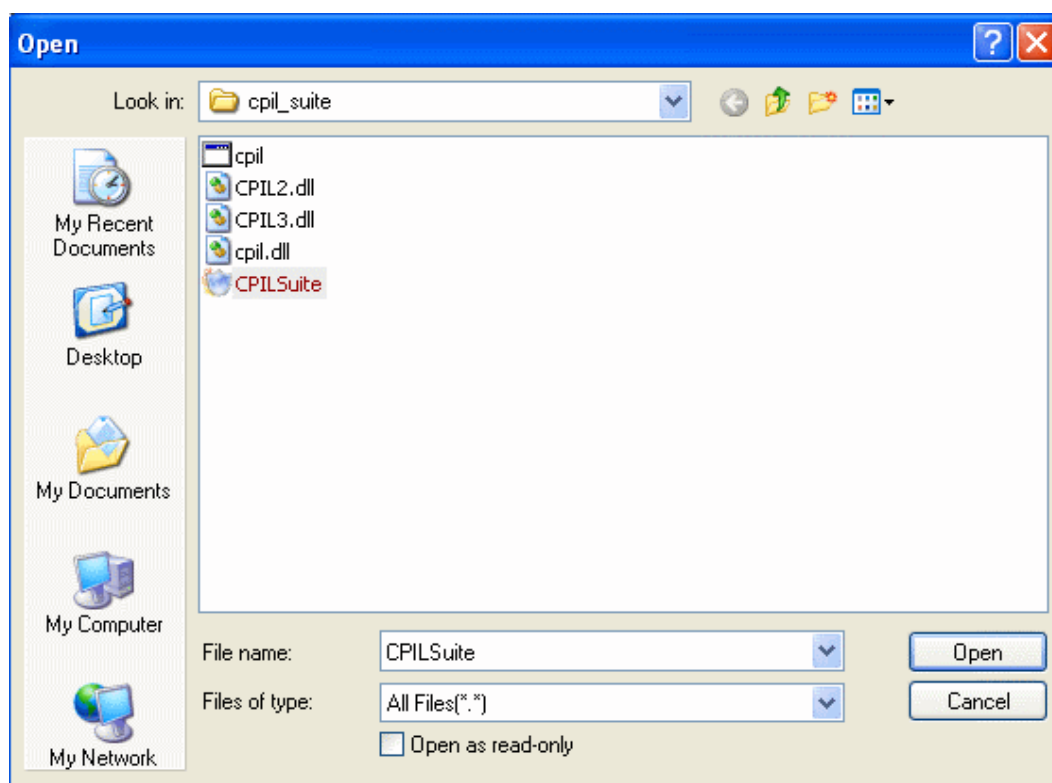 Open
Look in: cpil_suite
cpil
CPIL2.dll
CPIL3.dll
cpil.dll
CPILSuite
My Recent
Documents
Desktop
My Documents
My Computer
My Network
File name: CPILSuite Open
Files of type: All Files(*.*) Cancel
Open as read-only